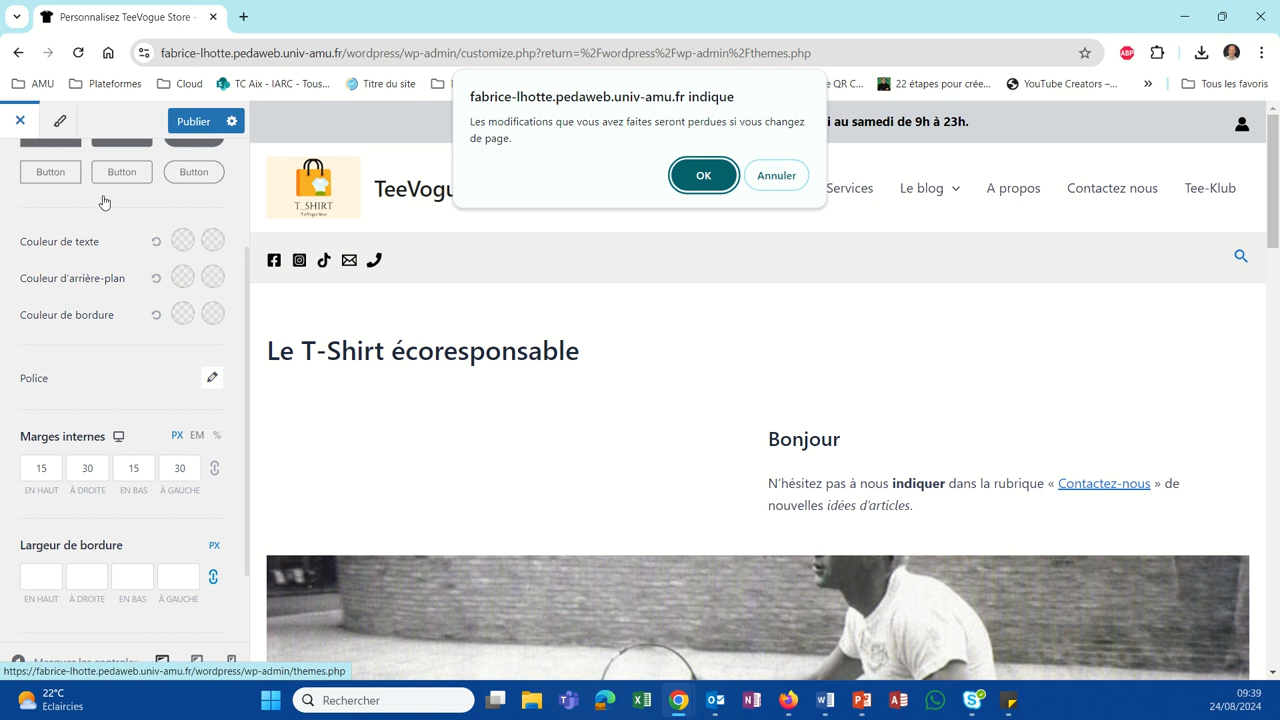 Personnalisez TeeVogue Store –
fabrice-lhotte.pedaweb.univ-amu.fr/wordpress/wp-admin/customize.php?return=%2Fwordpress%2Fwp-admin%2Fthemes.php
ABP
AMU
Plateformes
Cloud
TC Aix - IARC - Tous...
Titre du site
e QR C...
22 étapes pour crée...
YouTube Creators –...
Tous les favoris
fabrice-lhotte.pedaweb.univ-amu.fr indique
Les modifications que vous avez faites seront perdues si vous changez
de page.
OK
Annuler
Publier
i au samedi de 9h à 23h.
Button
Button
Button
T_SHIRT
TeeVogue Store
TeeVogu
Services
Le blog
A propos
Contactez nous
Tee-Klub
Couleur de texte
Couleur d'arrière-plan
Couleur de bordure
Police
Marges internes
PX EM %
15 30 15 30
EN HAUT À DROITE EN BAS À GAUCHE
Largeur de bordure
PX
EN HAUT À DROITE EN BAS À GAUCHE
Le T-Shirt écoresponsable
Bonjour
N'hésitez pas à nous indiquer dans la rubrique « Contactez-nous » de
nouvelles idées d'articles.
https://fabrice-lhotte.pedaweb.univ-amu.fr/wordpress/wp-admin/themes.php
22°C
Eclaircies
Rechercher
09:39
24/08/2024